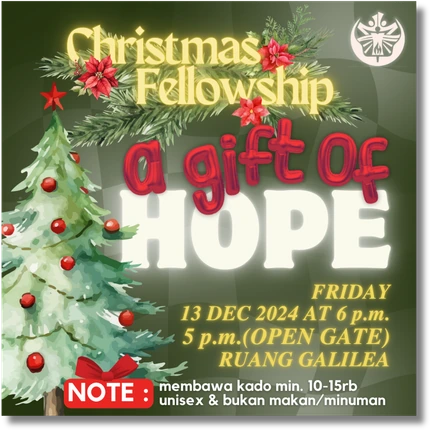 Christmas
Fellowship
a gift of
HOPE
FRIDAY
13 DEC 2024 AT 6 p.m.
5 p.m.(OPEN GATE)
RUANG GALILEA
NOTE : membawa kado min. 10-15rb
unisex & bukan makan/minuman